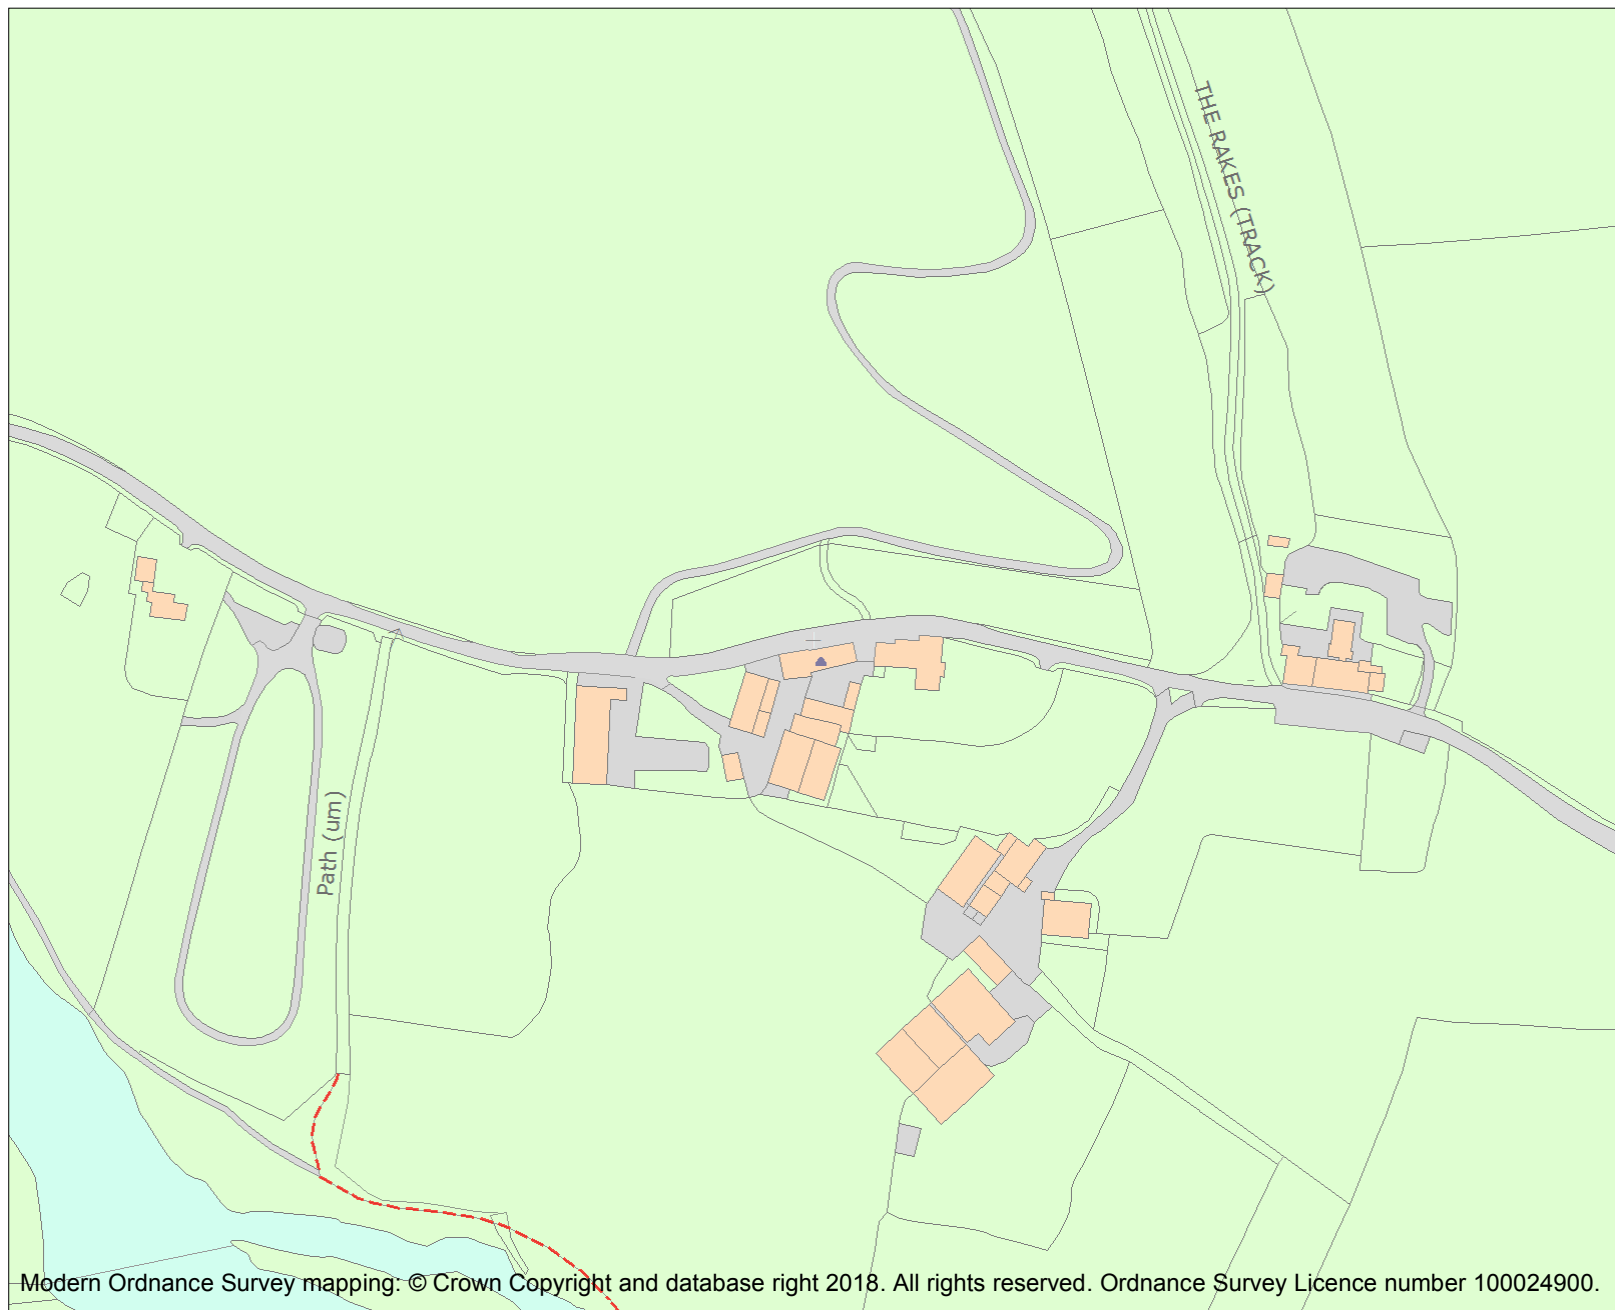 THE RAKES (TRACK)
Path (um)
Modern Ordnance Survey mapping: © Crown Copyright and database right 2018. All rights reserved. Ordnance Survey Licence number 100024900.